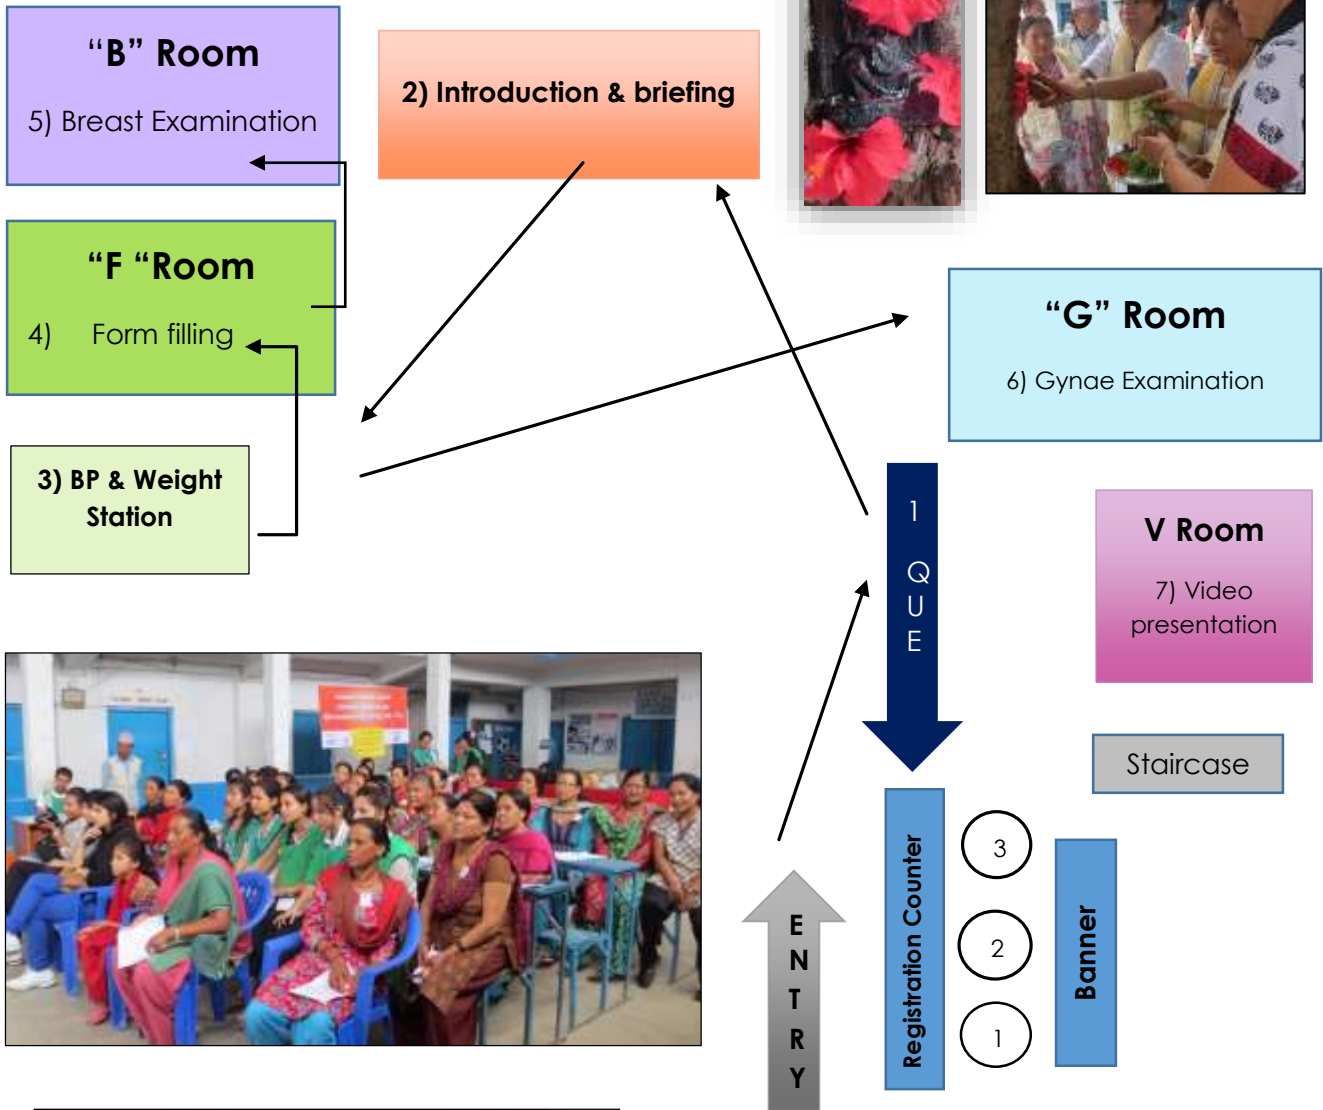 “B” Room
5) Breast Examination
2) Introduction & briefing
“F “Room
4) Form filling
“G” Room
6) Gynae Examination
3) BP & Weight
Station
1
Q
U
E
V Room
7) Video
presentation
Staircase
Registration Counter
3
2
1
Banner
E
N
T
R
Y